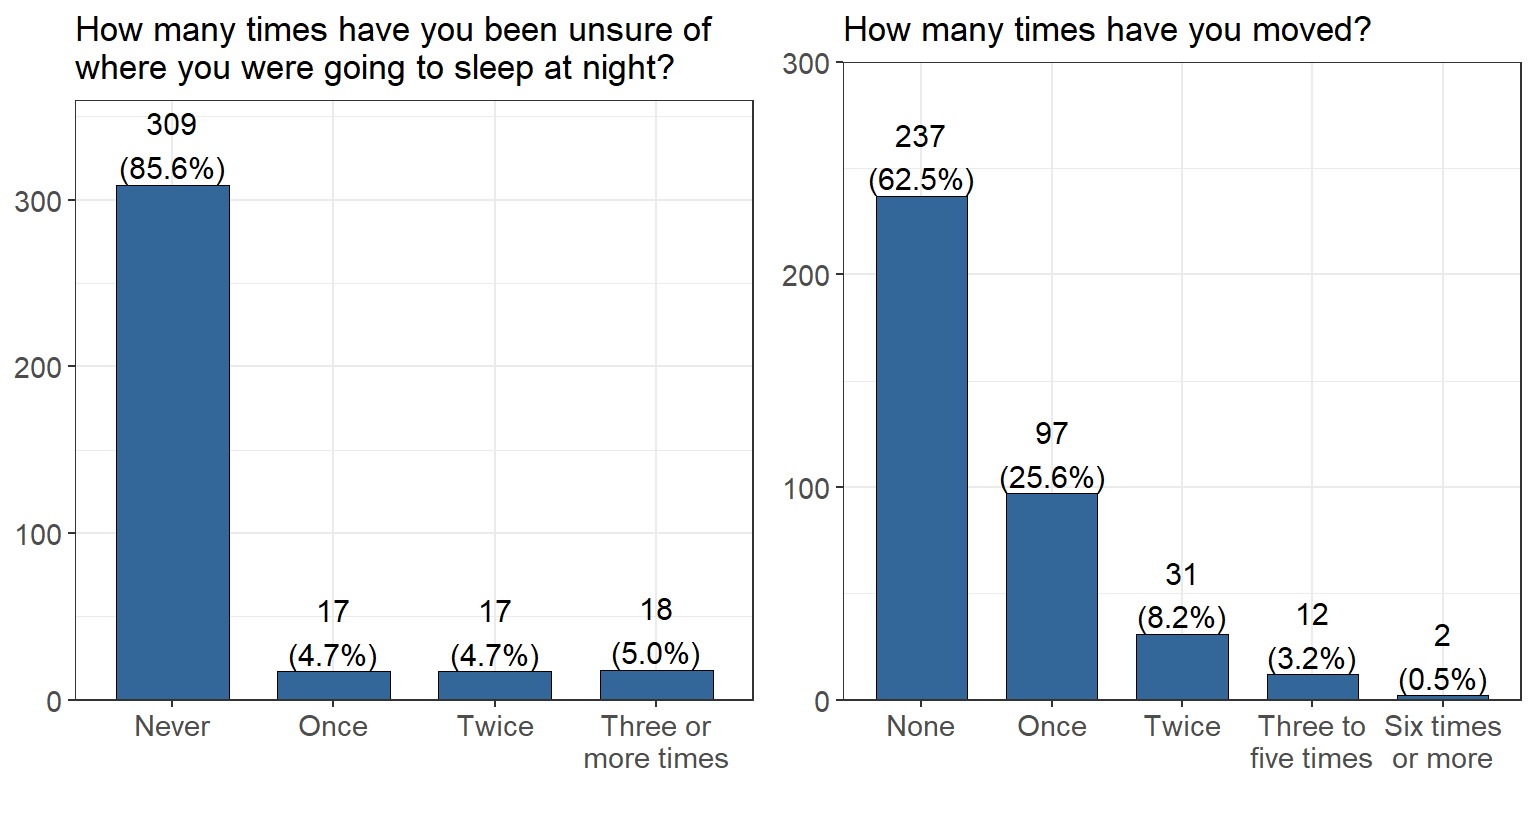 How many times have you been unsure of
where you were going to sleep at night?
300
200
100
0
309
(85.6%)
17
(4.7%)
17
(4.7%)
18
(5.0%)
Never
Once
Twice
Three or
more times
How many times have you moved?
300
200
100
0
237
(62.5%)
97
(25.6%)
31
(8.2%)
12
(3.2%)
2
(0.5%)
None
Once
Twice
Three to
five times
Six times
or more